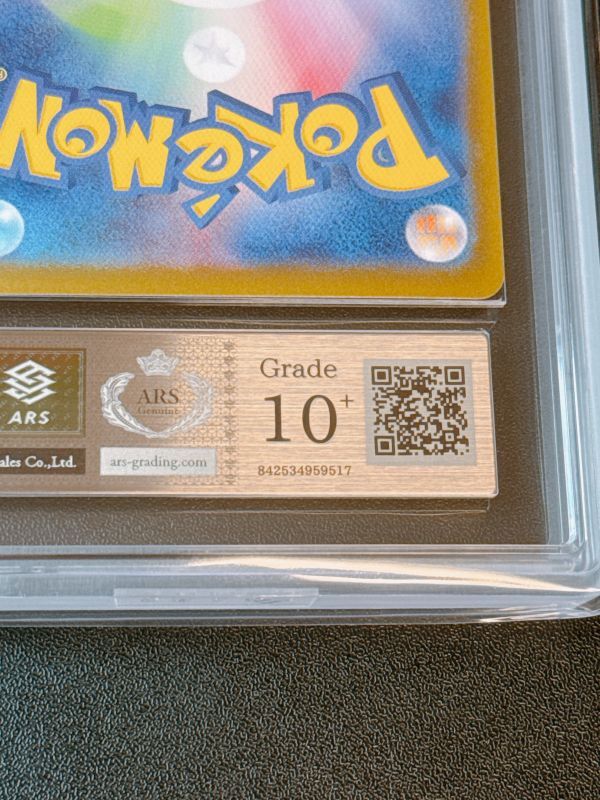 Pokémon
ARS
ARS
Genuine
Grade
10+
ales Co.,Ltd.
ars-grading.com
842534959517